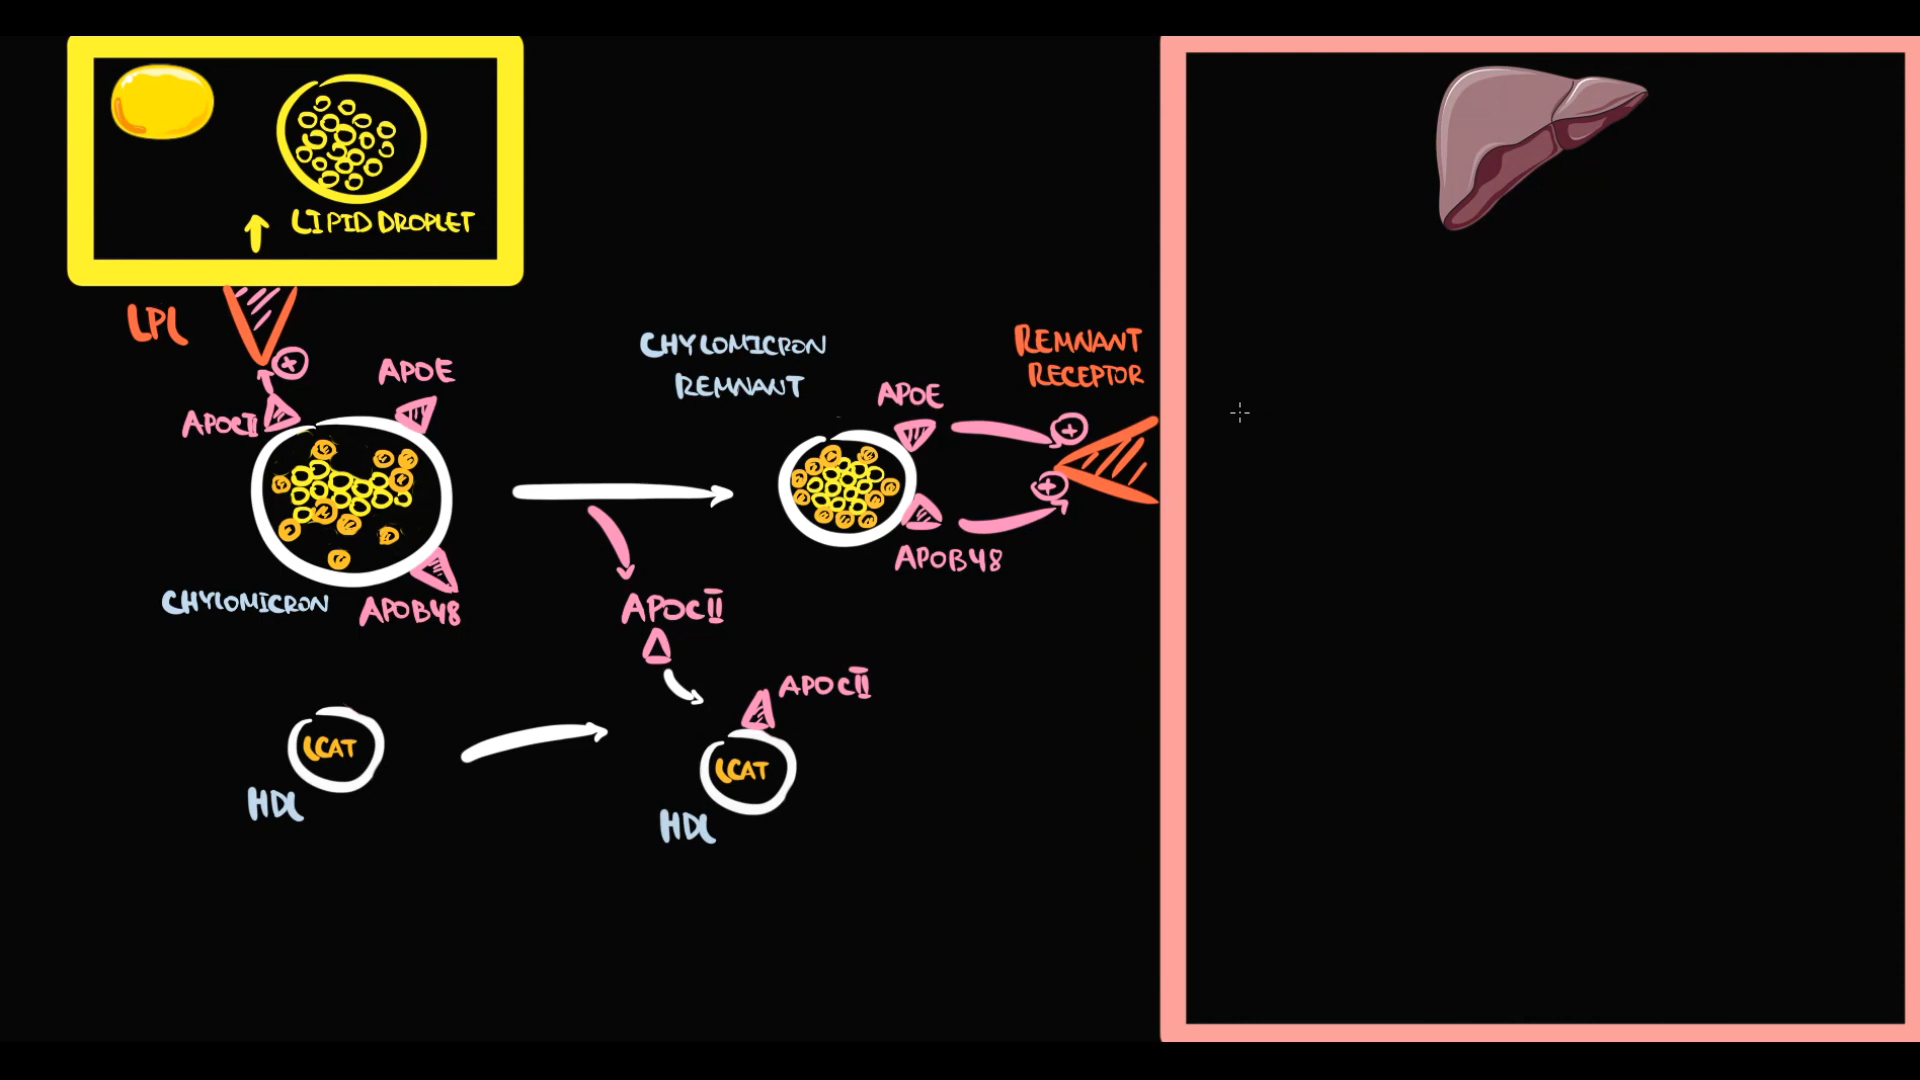 LIPID DROPLET
LPL
APOE
APOCII
CHYLOMICRON
APOB48
CHYLOMICRON
REMNANT
REMNANT
RECEPTOR
APOE
APOB48
APOCII
APOCII
LCAT
HDL
LCAT
HDL